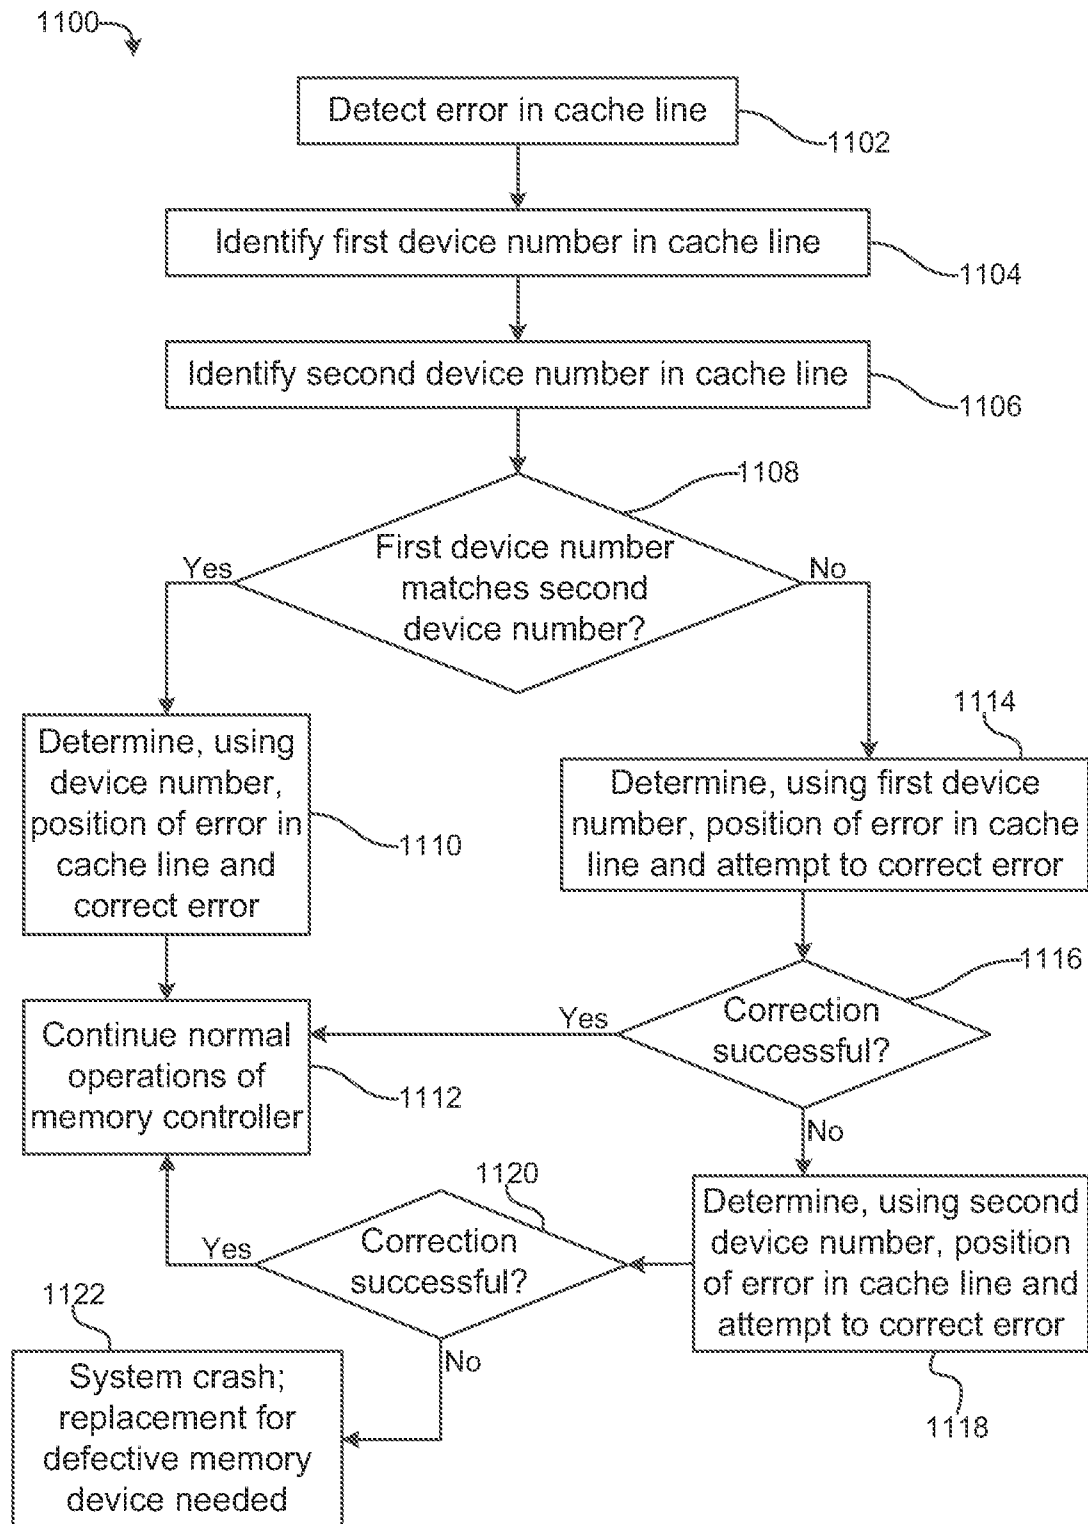 1100
Detect error in cache line
1102
Identify first device number in cache line
1104
Identify second device number in cache line
1106
1108
First device number
matches second
device number?
Yes
No
Determine, using
device number,
position of error in
cache line and
correct error
1110
1114
Determine, using first device
number, position of error in cache
line and attempt to correct error
1116
Correction
successful?
Yes
No
Continue normal
operations of
memory controller
1112
Determine, using second
device number, position
of error in cache line and
attempt to correct error
1118
1120
Correction
successful?
Yes
No
1122
System crash;
replacement for
defective memory
device needed